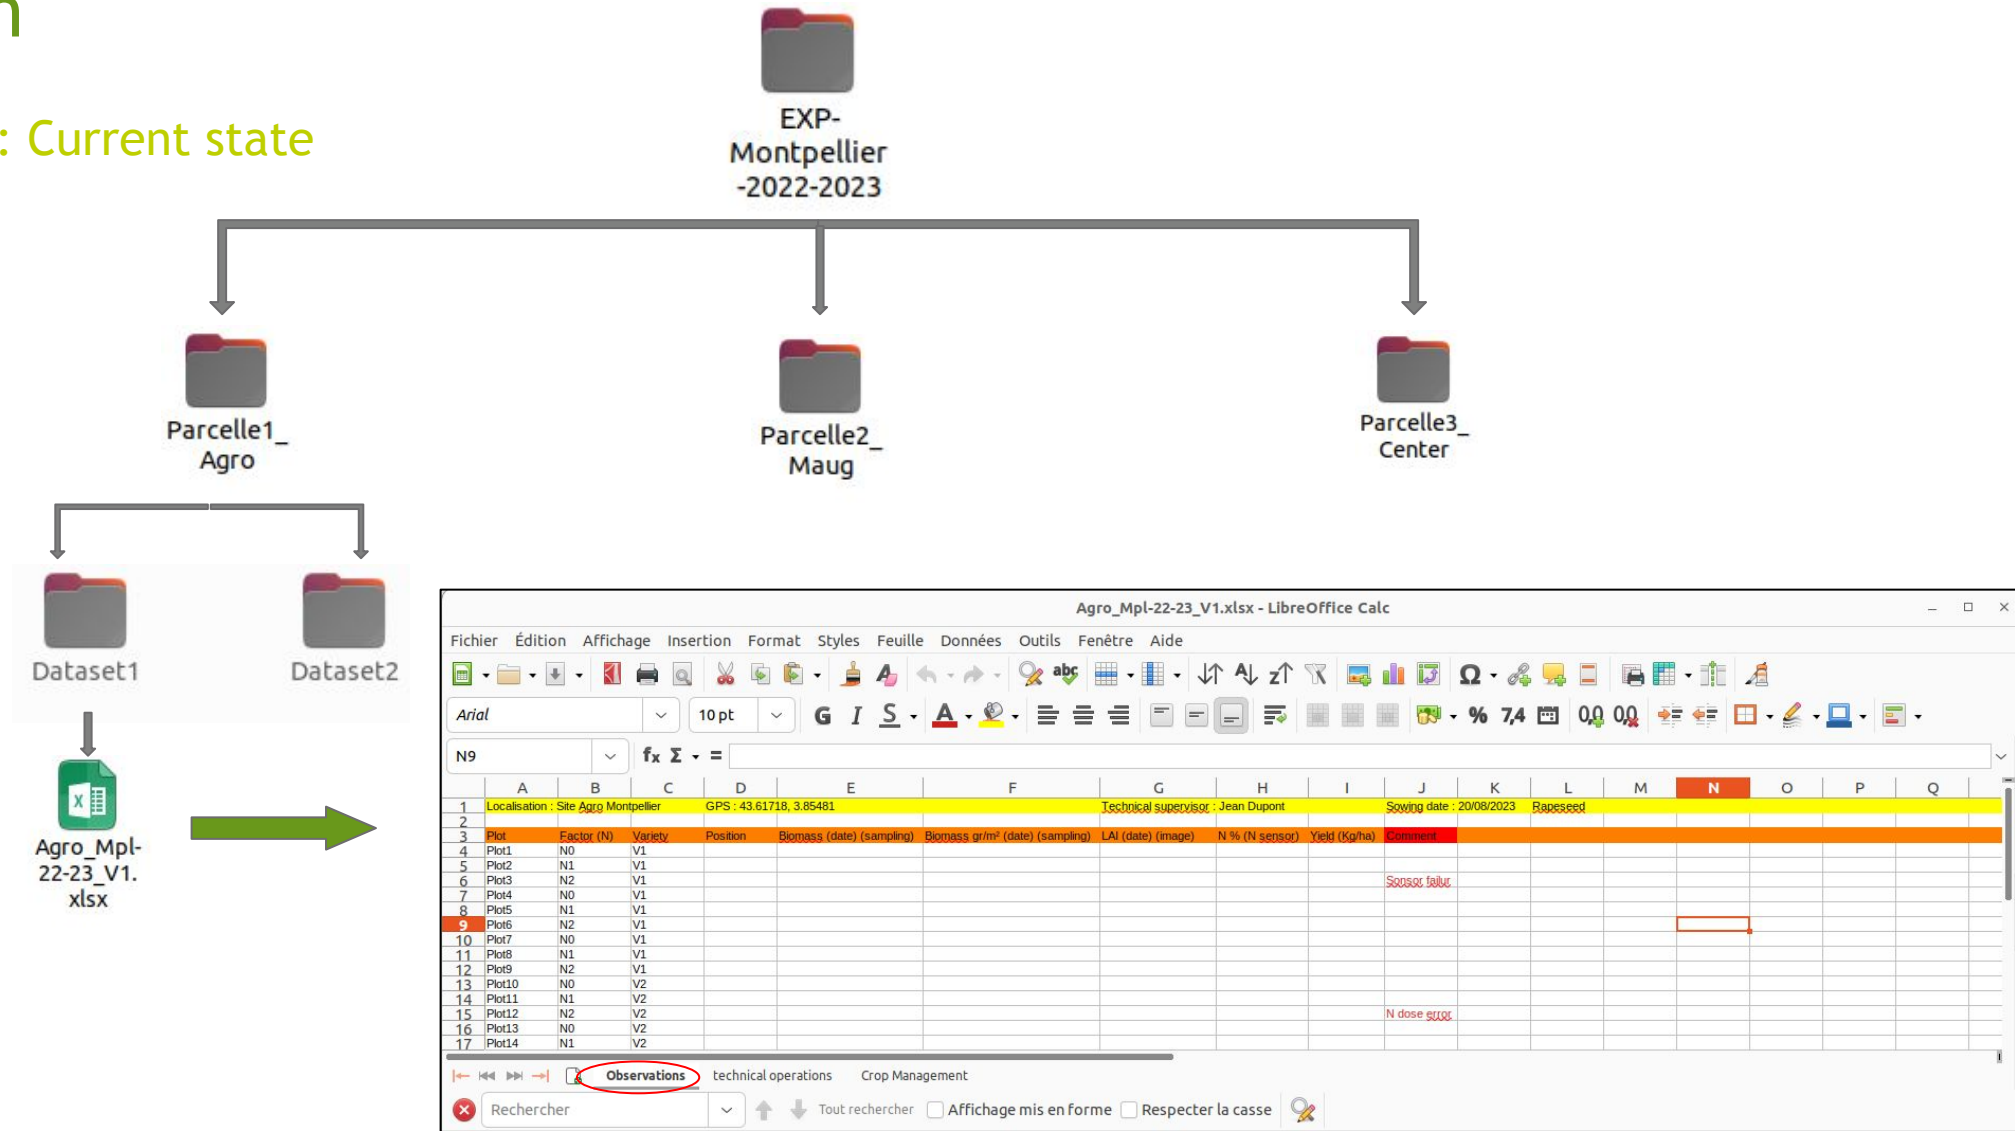 n
: Current state
EXP-
Montpellier
-2022-2023
Parcelle1_
Agro
Parcelle2_
Maug
Parcelle3_
Center
Dataset1
Dataset2
Agro_Mpl-
22-23_V1.
xlsx
Agro_Mpl-22-23_V1.xlsx - LibreOffice Calc
Fichier Édition Affichage Insertion Format Styles Feuille Données Outils Fenêtre Aide
Arial 10 pt G I S A % 7,4 0,0 0,0
N9 fx Σ =
A B C D E F G H I J K L M N O P Q
1 Localisation : Site Agro Montpellier GPS : 43.61718, 3.85481 Technical supervisor : Jean Dupont Sowing date : 20/08/2023 Rapeseed
2
3 Plot Factor (N) Variety Position Biomass (date) (sampling) Biomass gr/m² (date) (sampling) LAI (date) (image) N % (N sensor) Yield (Kg/ha) Comment
4 Plot1 N0 V1
5 Plot2 N1 V1
6 Plot3 N2 V1 Sonsor failur
7 Plot4 N0 V1
8 Plot5 N1 V1
9 Plot6 N2 V1
10 Plot7 N0 V1
11 Plot8 N1 V1
12 Plot9 N2 V1
13 Plot10 N0 V2
14 Plot11 N1 V2
15 Plot12 N2 V2 N dose error
16 Plot13 N0 V2
17 Plot14 N1 V2
Observations technical operations Crop Management
Rechercher Tout rechercher Affichage mis en forme Respecter la casse